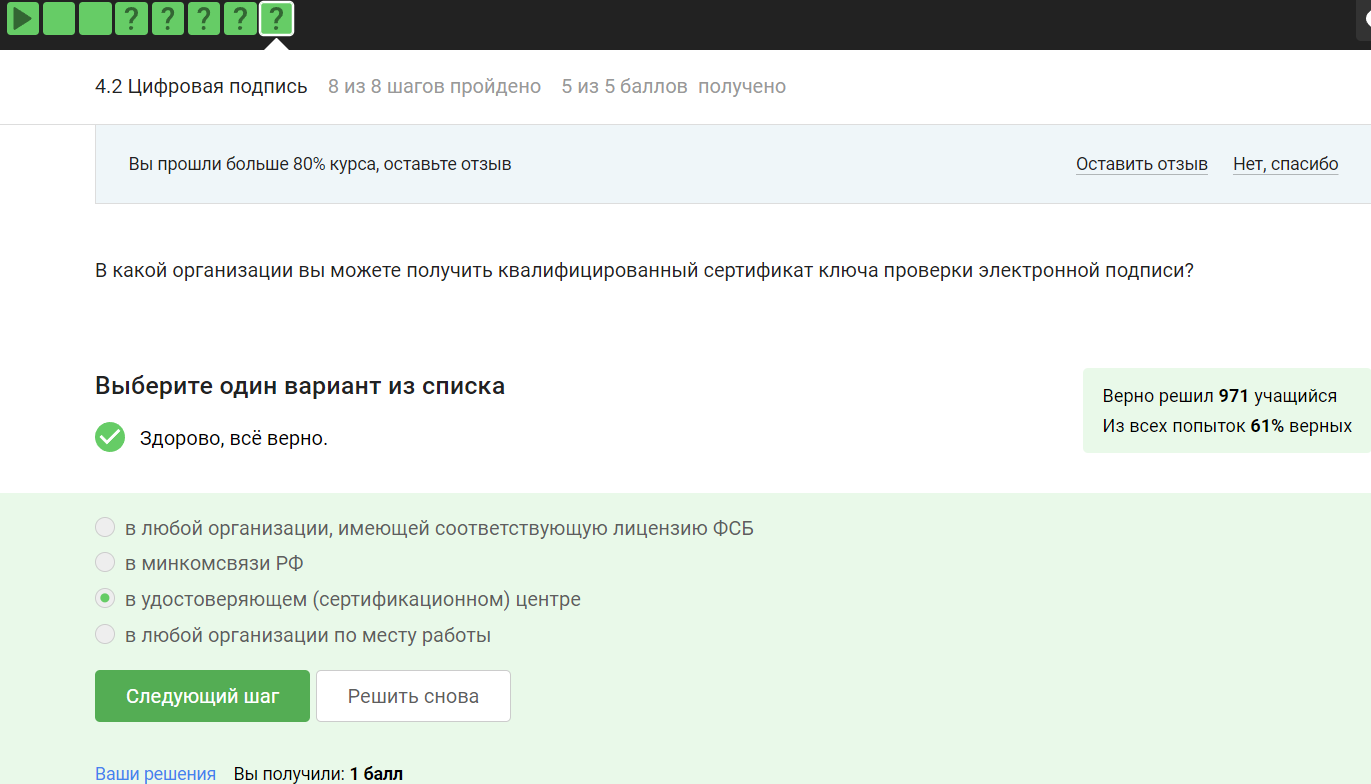 ? ? ? ? ?
4.2 Цифровая подпись 8 из 8 шагов пройдено 5 из 5 баллов получено
Вы прошли больше 80% курса, оставьте отзыв Оставить отзыв Нет, спасибо
В какой организации вы можете получить квалифицированный сертификат ключа проверки электронной подписи?
Выберите один вариант из списка
Здорово, всё верно.
Верно решил 971 учащийся
Из всех попыток 61% верных
в любой организации, имеющей соответствующую лицензию ФСБ
в минкомсвязи РФ
в удостоверяющем (сертификационном) центре
в любой организации по месту работы
Следующий шаг Решить снова
Ваши решения Вы получили: 1 балл